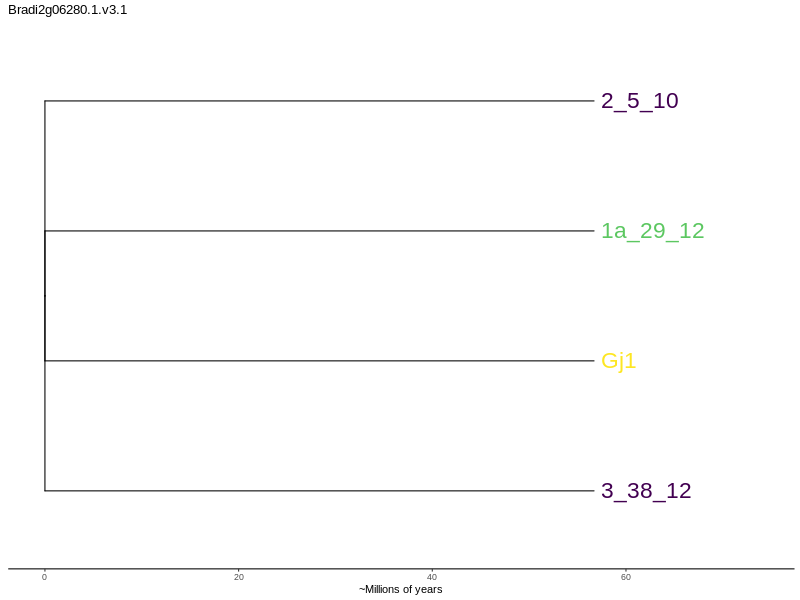 Bradi2g06280.1.v3.1
2_5_10
1a_29_12
Gj1
3_38_12
0 20 40 60
~Millions of years